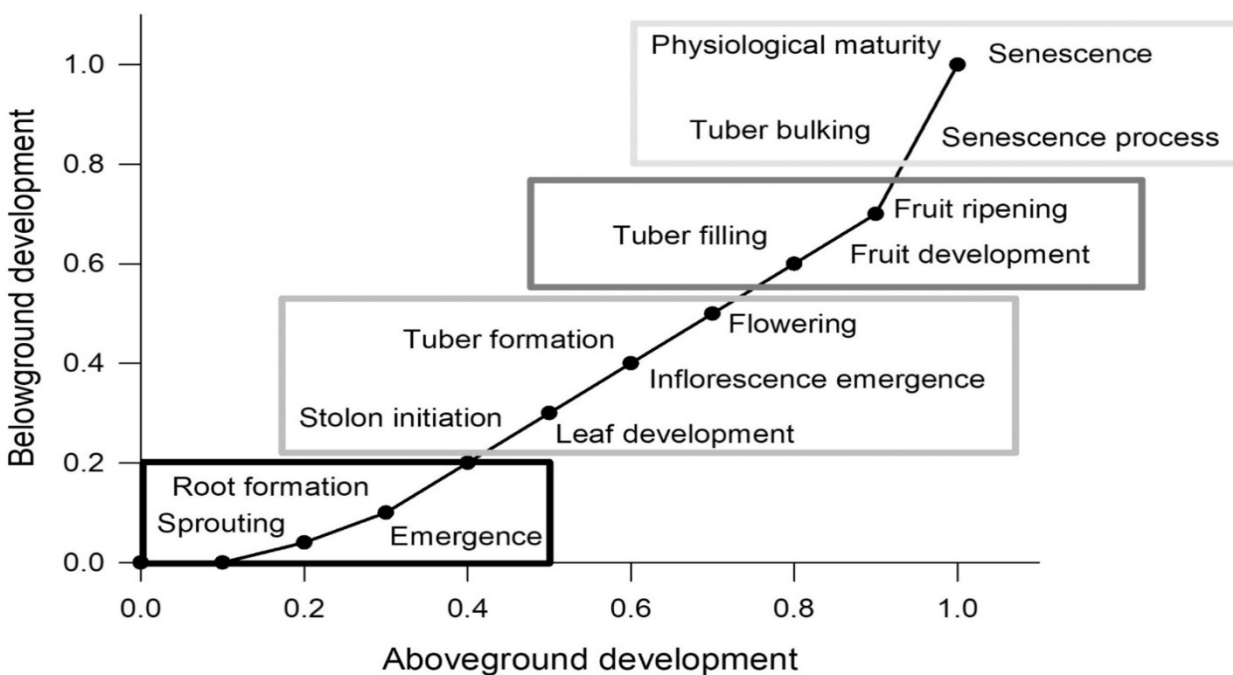 Belowground development
1.0
0.8
0.6
0.4
0.2
0.0
Physiological maturity
Senescence
Tuber bulking
Senescence process
Fruit ripening
Tuber filling
Fruit development
Flowering
Tuber formation
Inflorescence emergence
Stolon initiation
Leaf development
Root formation
Sprouting
Emergence
0.0 0.2 0.4 0.6 0.8 1.0
Aboveground development